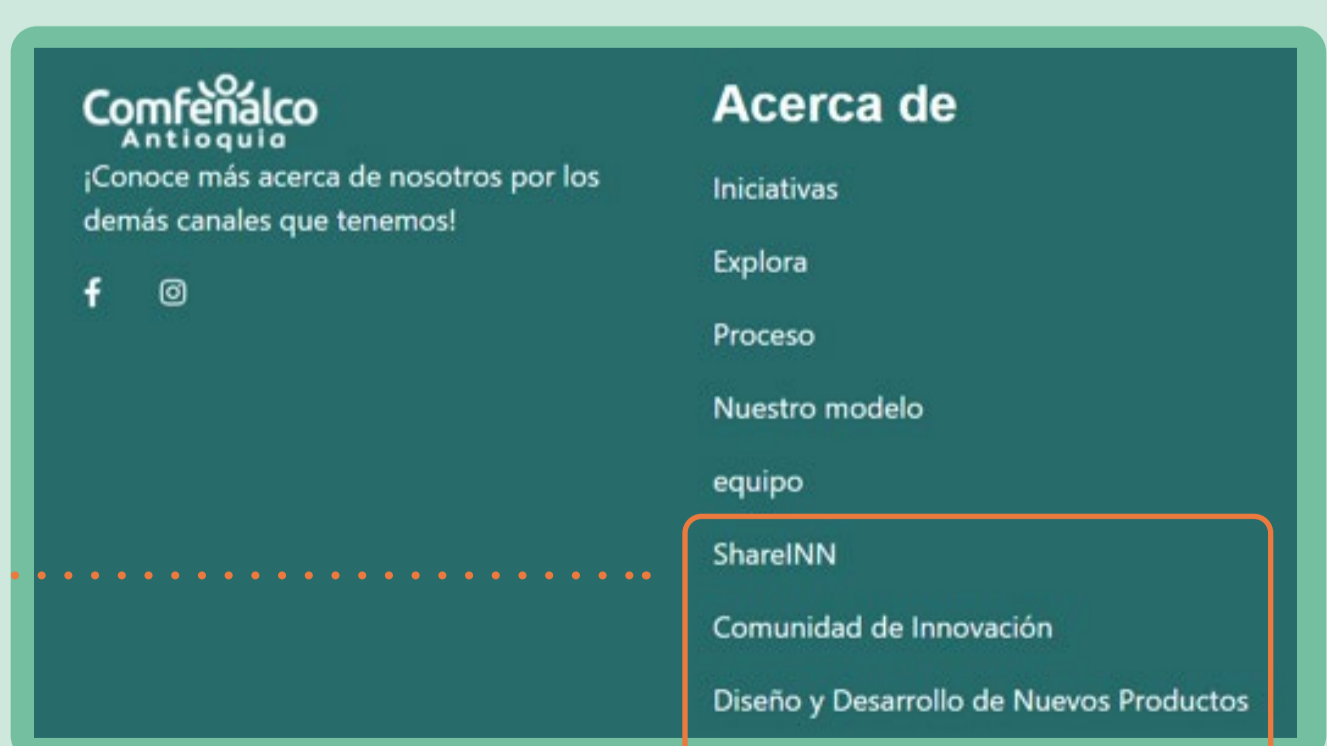 Comfenalco
Antioquia
¡Conoce más acerca de nosotros por los
demás canales que tenemos!
Acerca de
Iniciativas
Explora
Proceso
Nuestro modelo
equipo
ShareINN
Comunidad de Innovación
Diseño y Desarrollo de Nuevos Productos